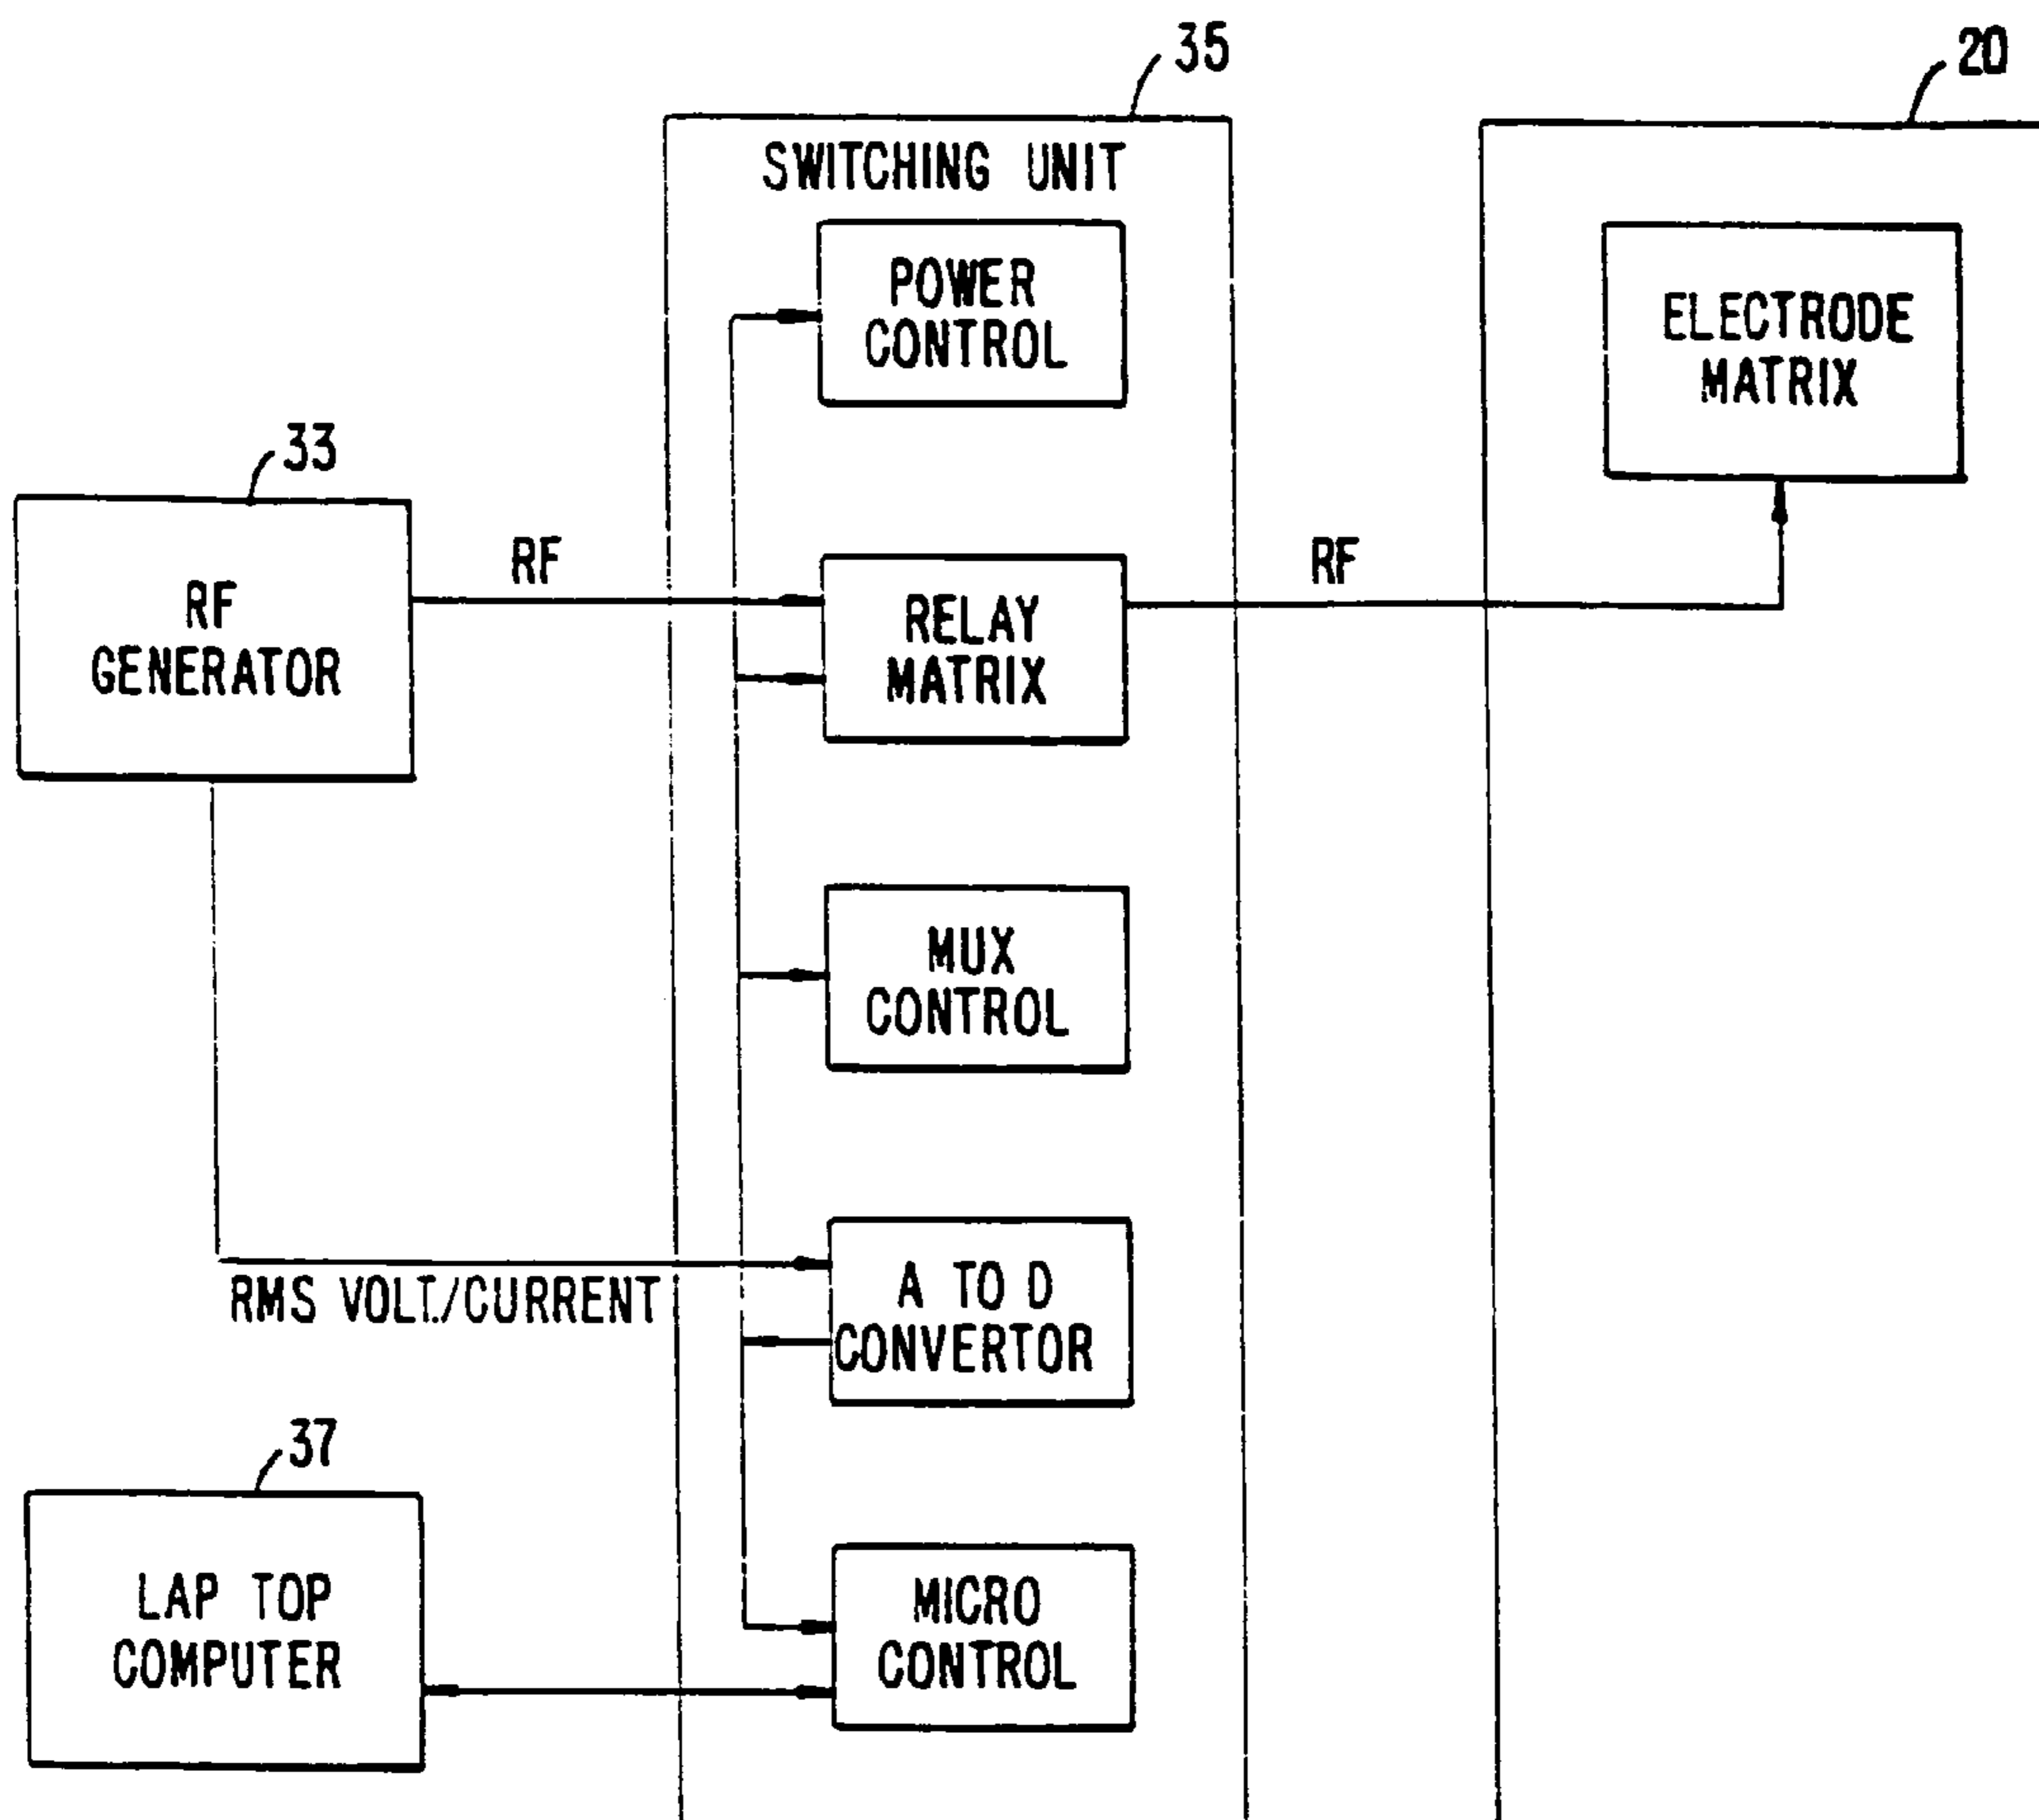 35
20
SWITCHING UNIT
POWER
CONTROL
ELECTRODE
MATRIX
33
RF
GENERATOR
RF
RELAY
MATRIX
RF
MUX
CONTROL
RMS VOLT./CURRENT
A TO D
CONVERTOR
37
LAP TOP
COMPUTER
MICRO
CONTROL